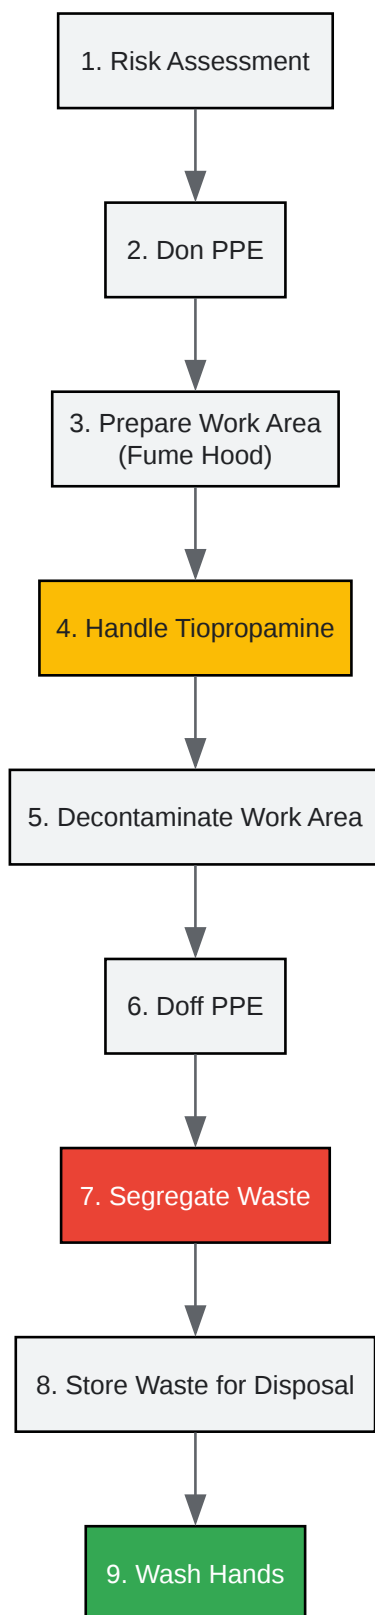 1. Risk Assessment
2. Don PPE
3. Prepare Work Area
(Fume Hood)
4. Handle Tiopropamine
5. Decontaminate Work Area
6. Doff PPE
7. Segregate Waste
8. Store Waste for Disposal
9. Wash Hands